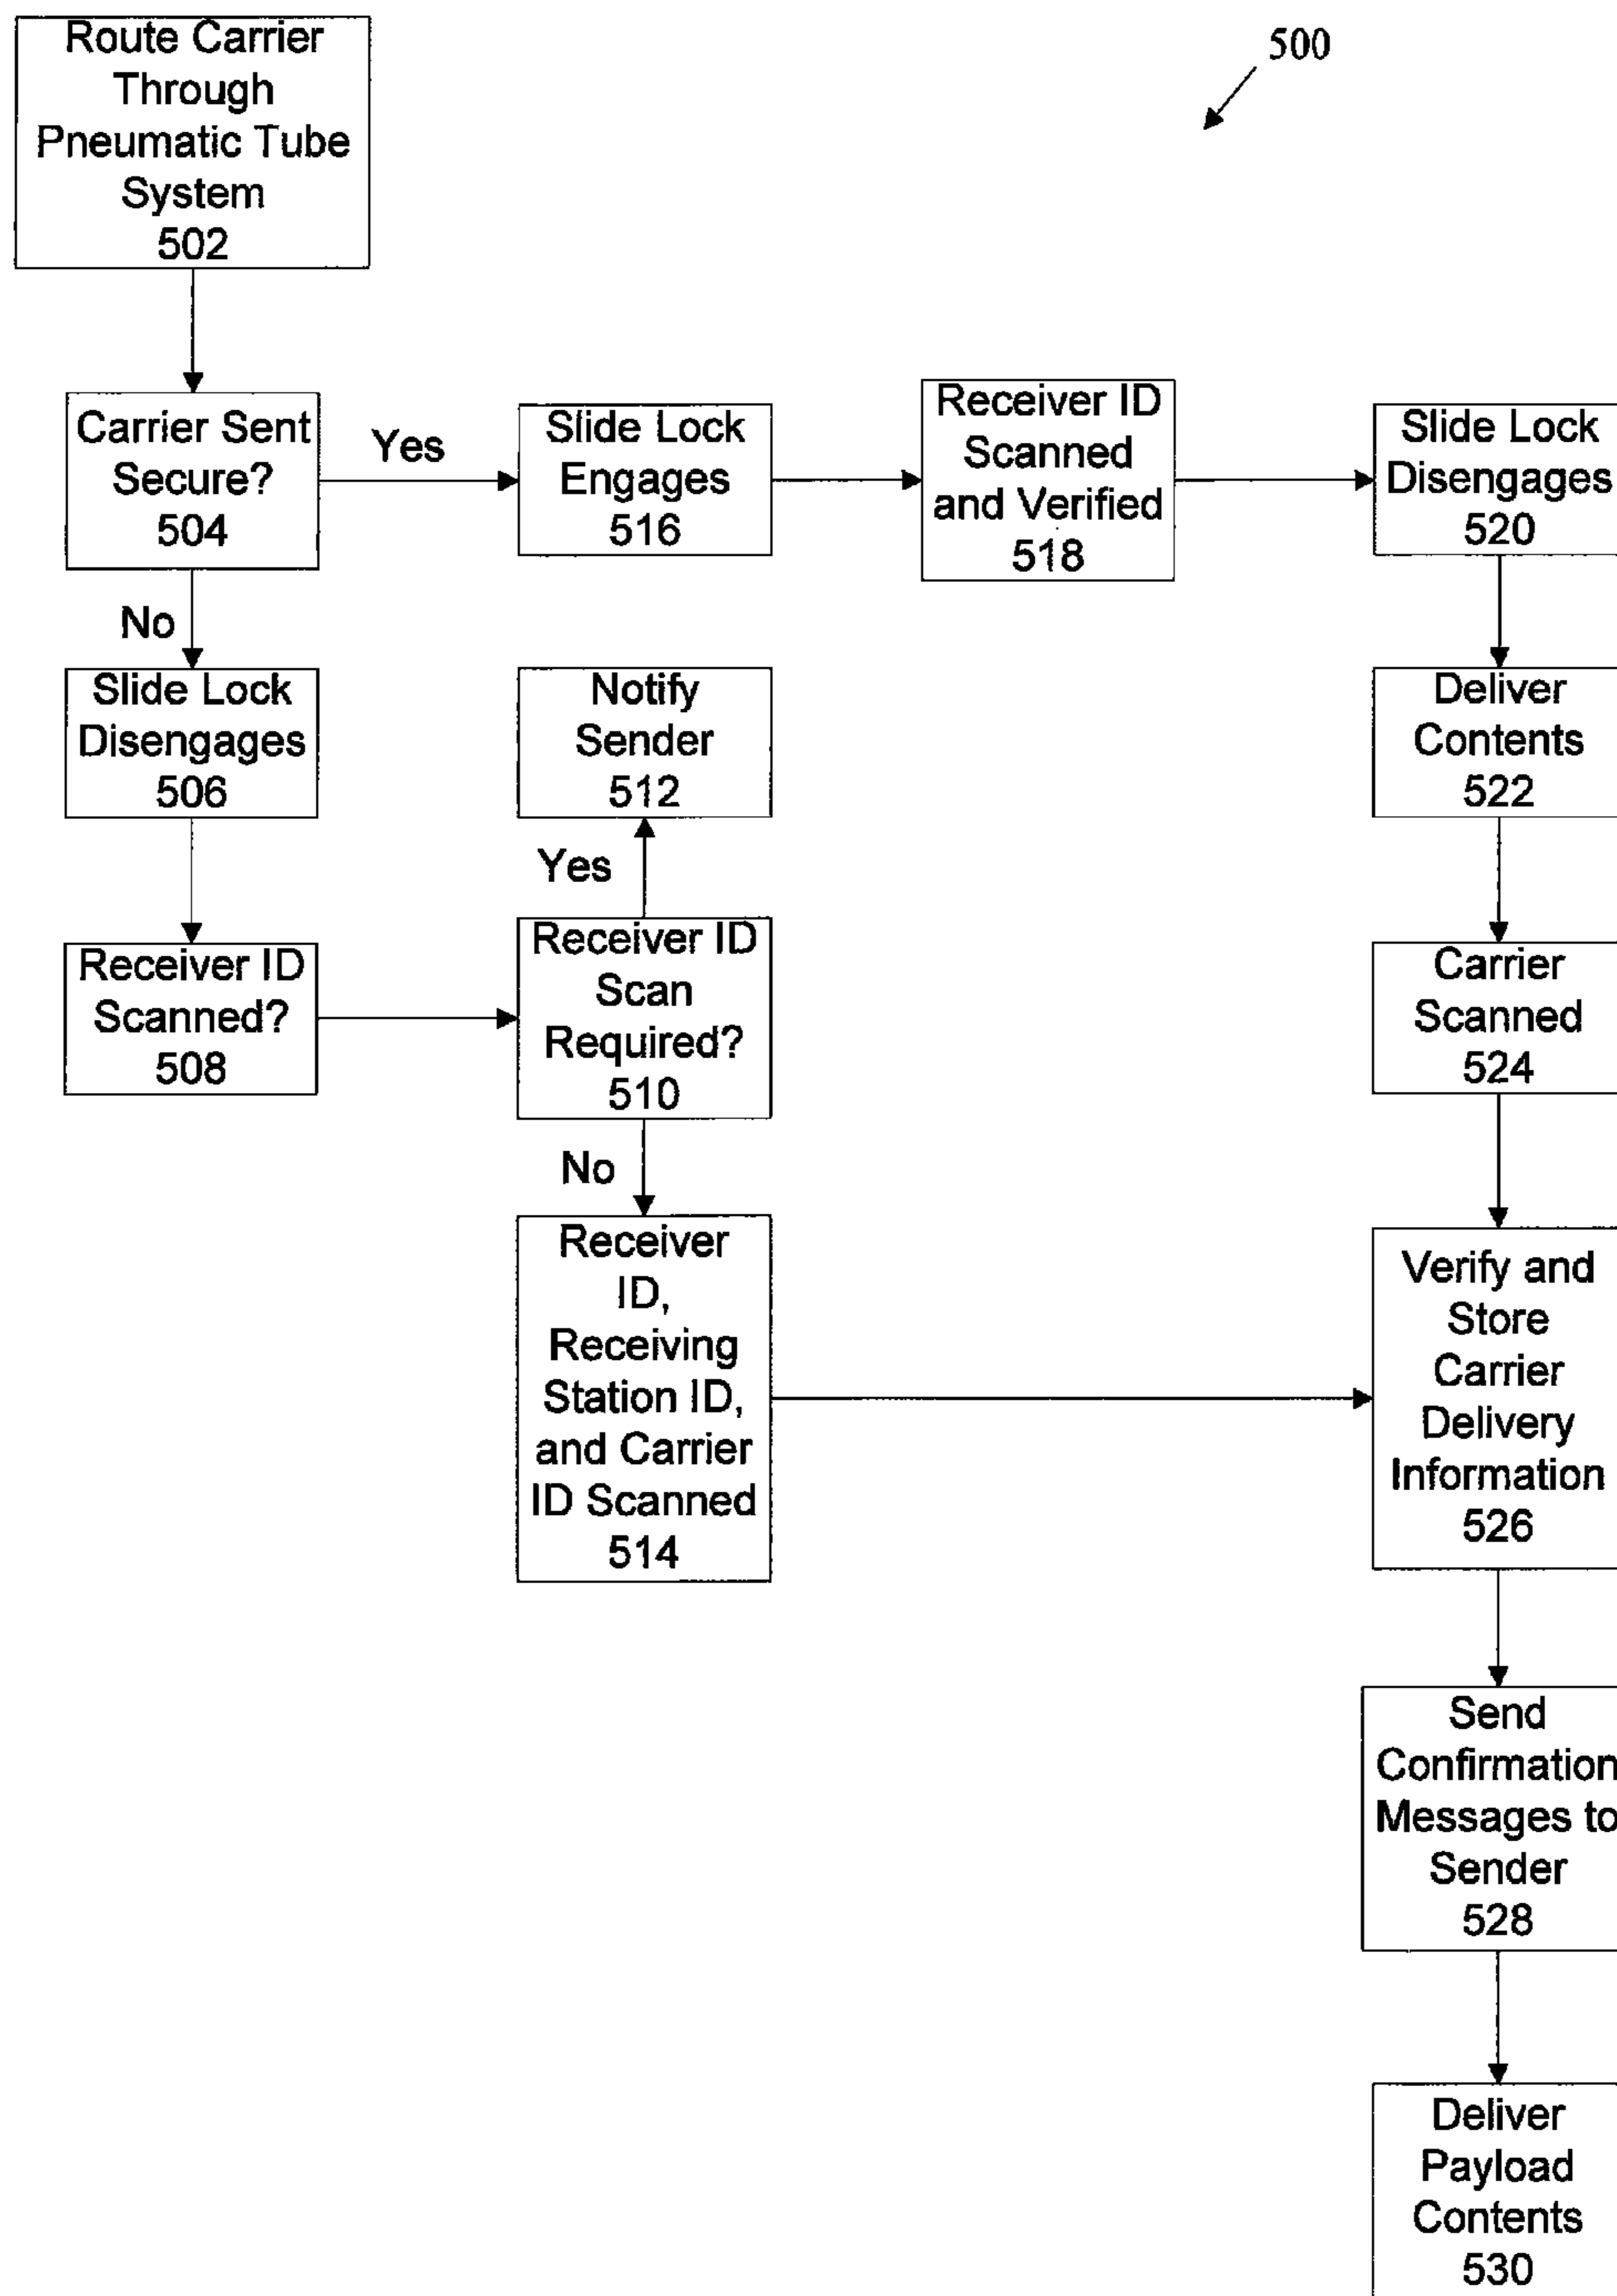 Route Carrier
Through
Pneumatic Tube
System
502
500
Carrier Sent
Secure?
504
Yes
Slide Lock
Engages
516
Receiver ID
Scanned
and Verified
518
Slide Lock
Disengages
520
No
Slide Lock
Disengages
506
Notify
Sender
512
Deliver
Contents
522
Yes
Receiver ID
Scanned?
508
Receiver ID
Scan
Required?
510
Carrier
Scanned
524
No
Receiver
ID,
Receiving
Station ID,
and Carrier
ID Scanned
514
Verify and
Store
Carrier
Delivery
Information
526
Send
Confirmation
Messages to
Sender
528
Deliver
Payload
Contents
530